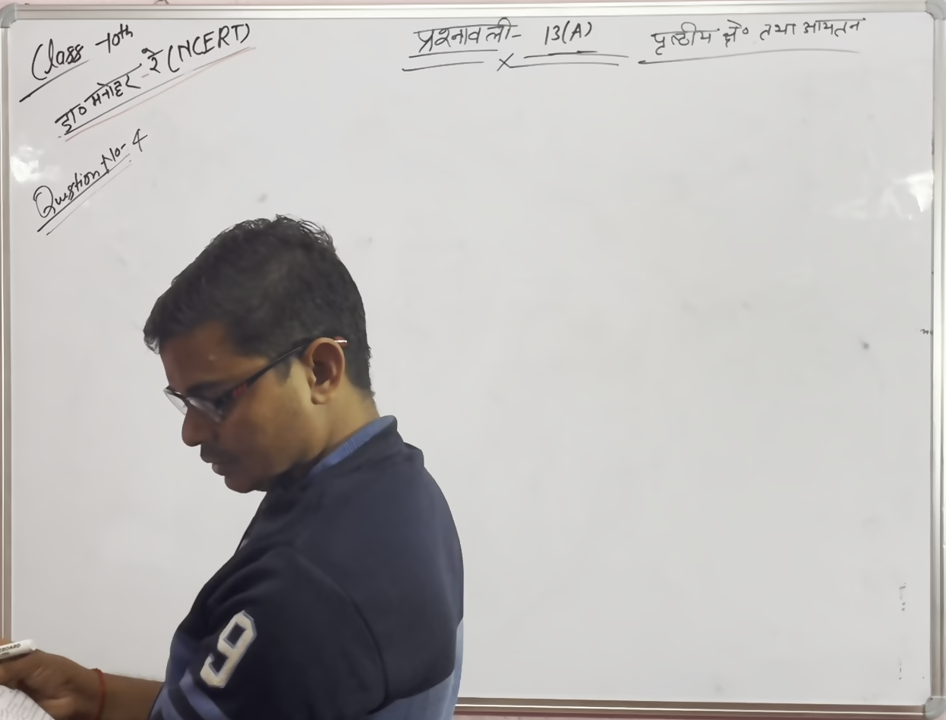 Class - 10th
डा० मनोहर - रे (NCERT)
Question No- 4
प्रश्नावली - 13(A)
पृष्ठीय क्षे० तथा आयतन
9